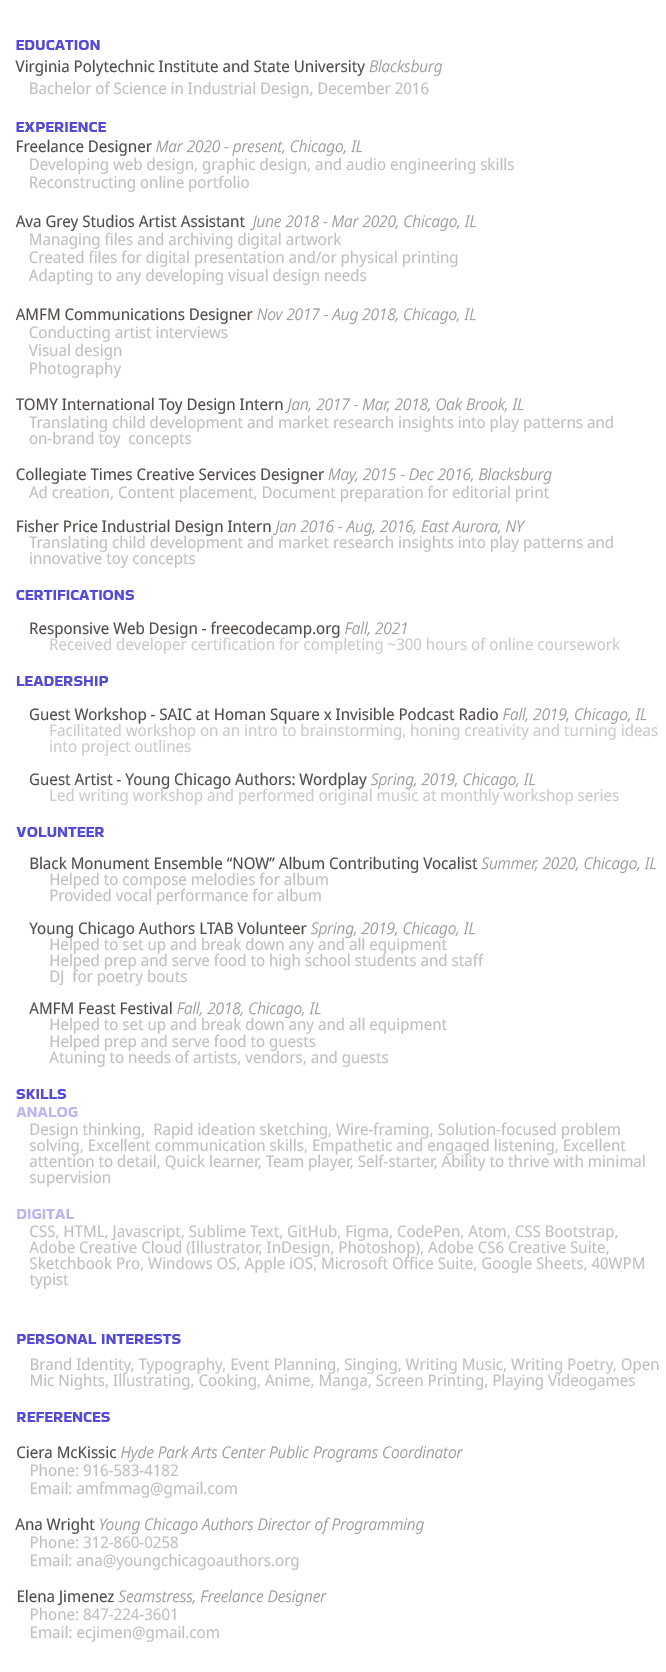 EDUCATION
Virginia Polytechnic Institute and State University Blacksburg
Bachelor of Science in Industrial Design, December 2016
EXPERIENCE
Freelance Designer Mar 2020 - present, Chicago, IL
Developing web design, graphic design, and audio engineering skills
Reconstructing online portfolio
Ava Grey Studios Artist Assistant June 2018 - Mar 2020, Chicago, IL
Managing files and archiving digital artwork
Created files for digital presentation and/or physical printing
Adapting to any developing visual design needs
AMFM Communications Designer Nov 2017 - Aug 2018, Chicago, IL
Conducting artist interviews
Visual design
Photography
TOMY International Toy Design Intern Jan, 2017 - Mar, 2018, Oak Brook, IL
Translating child development and market research insights into play patterns and
on-brand toy concepts
Collegiate Times Creative Services Designer May, 2015 - Dec 2016, Blacksburg
Ad creation, Content placement, Document preparation for editorial print
Fisher Price Industrial Design Intern Jan 2016 - Aug, 2016, East Aurora, NY
Translating child development and market research insights into play patterns and
innovative toy concepts
CERTIFICATIONS
Responsive Web Design - freecodecamp.org Fall, 2021
Received developer certification for completing ~300 hours of online coursework
LEADERSHIP
Guest Workshop - SAIC at Homan Square x Invisible Podcast Radio Fall, 2019, Chicago, IL
Facilitated workshop on an intro to brainstorming, honing creativity and turning ideas
into project outlines
Guest Artist - Young Chicago Authors: Wordplay Spring, 2019, Chicago, IL
Led writing workshop and performed original music at monthly workshop series
VOLUNTEER
Black Monument Ensemble “NOW” Album Contributing Vocalist Summer, 2020, Chicago, IL
Helped to compose melodies for album
Provided vocal performance for album
Young Chicago Authors LTAB Volunteer Spring, 2019, Chicago, IL
Helped to set up and break down any and all equipment
Helped prep and serve food to high school students and staff
DJ for poetry bouts
AMFM Feast Festival Fall, 2018, Chicago, IL
Helped to set up and break down any and all equipment
Helped prep and serve food to guests
Atuning to needs of artists, vendors, and guests
SKILLS
ANALOG
Design thinking, Rapid ideation sketching, Wire-framing, Solution-focused problem
solving, Excellent communication skills, Empathetic and engaged listening, Excellent
attention to detail, Quick learner, Team player, Self-starter, Ability to thrive with minimal
supervision
DIGITAL
CSS, HTML, Javascript, Sublime Text, GitHub, Figma, CodePen, Atom, CSS Bootstrap,
Adobe Creative Cloud (Illustrator, InDesign, Photoshop), Adobe CS6 Creative Suite,
Sketchbook Pro, Windows OS, Apple iOS, Microsoft Office Suite, Google Sheets, 40WPM
typist
PERSONAL INTERESTS
Brand Identity, Typography, Event Planning, Singing, Writing Music, Writing Poetry, Open
Mic Nights, Illustrating, Cooking, Anime, Manga, Screen Printing, Playing Videogames
REFERENCES
Ciera McKissic Hyde Park Arts Center Public Programs Coordinator
Phone: 916-583-4182
Email: amfmmag@gmail.com
Ana Wright Young Chicago Authors Director of Programming
Phone: 312-860-0258
Email: ana@youngchicagoauthors.org
Elena Jimenez Seamstress, Freelance Designer
Phone: 847-224-3601
Email: ecjimen@gmail.com